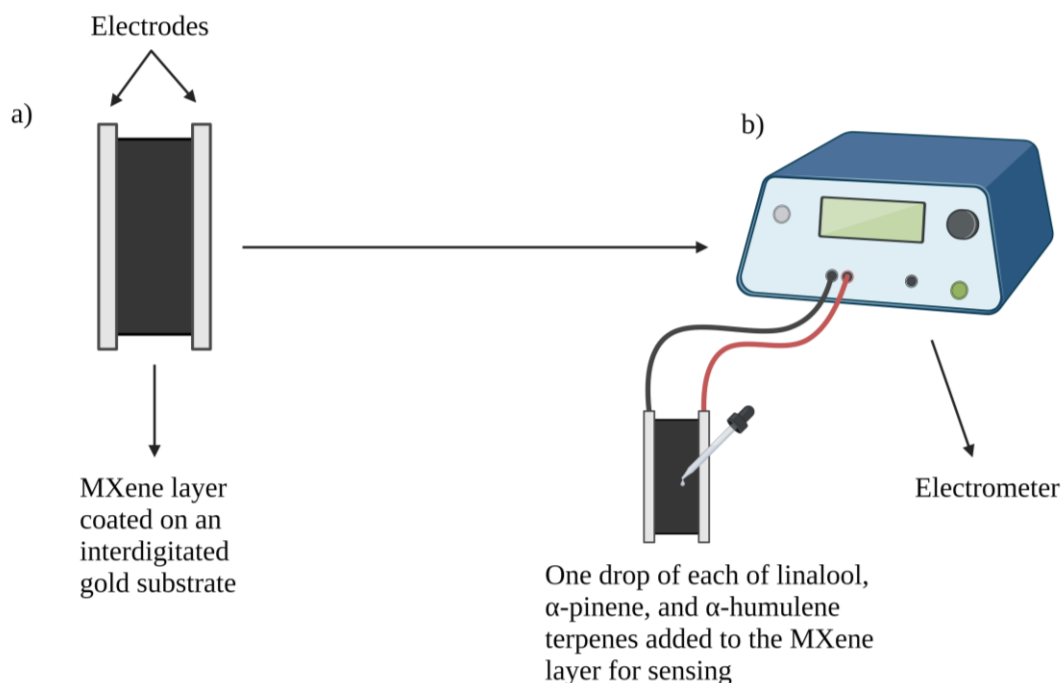 Electrodes
a)
b)
MXene layer
coated on an
interdigitated
gold substrate
Electrometer
One drop of each of linalool,
α-pinene, and α-humulene
terpenes added to the MXene
layer for sensing